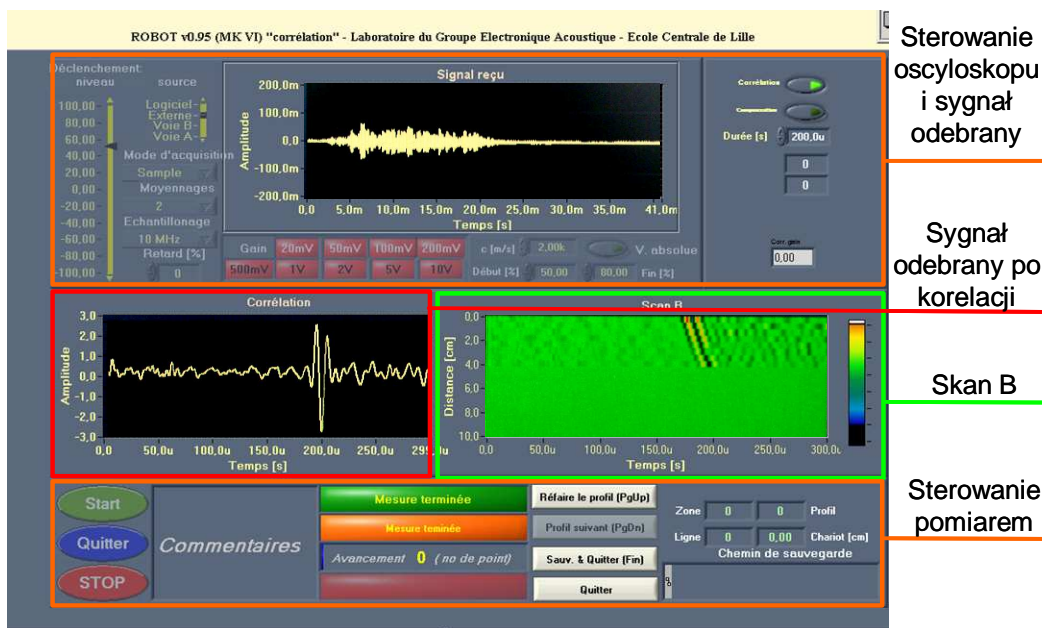 ROBOT v0.95 (MK VI) "corrélation" - Laboratoire du Groupe Electronique Acoustique - Ecole Centrale de Lille
Déclenchement:
niveau source
100,00
80,00
60,00
40,00
20,00
0,00
-20,00
-40,00
-60,00
-80,00
-100,00
Logiciel
Externe
Voie B
Voie A
Mode d'acquisition
Sample
Moyennages
2
Echantillonage
10 MHz
Retard [%]
0
Signal reçu
Amplitude
200,0m
100,0m
0,0
-100,0m
-200,0m
0,0 5,0m 10,0m 15,0m 20,0m 25,0m 30,0m 35,0m 41,0m
Temps [s]
Gain 20mV 50mV 100mV 200mV
500mV 1V 2V 5V 10V
c [m/s] 2,00k V. absolue
Début [%] 50,00 80,00 Fin [%]
Corrélation
Compensation
Durée [s] 200,0u
0
0
Corr. gain
0,00
Sterowanie
oscyloskopu
i sygnał
odebrany
Corrélation
Amplitude
3,0
2,0
1,0
0,0
-1,0
-2,0
-3,0
0,0 50,0u 100,0u 150,0u 200,0u 250,0u 299,0u
Temps [s]
Scan B
Distance [cm]
0,0
2,0
4,0
6,0
8,0
10,0
0,0 50,0u 100,0u 150,0u 200,0u 250,0u 300,0u
Temps [s]
Sygnał
odebrany po
korelacji
Skan B
Start
Quitter
STOP
Commentaires
Mesure terminée
Mesure teminée
Avancement 0 (no de point)
Réfaire le profil (PgUp)
Profil suivant (PgDn)
Sauv. & Quitter (Fin)
Quitter
Zone 0 0 Profil
Ligne 0 0,00 Chariot [cm]
Chemin de sauvegarde
Sterowanie
pomiarem